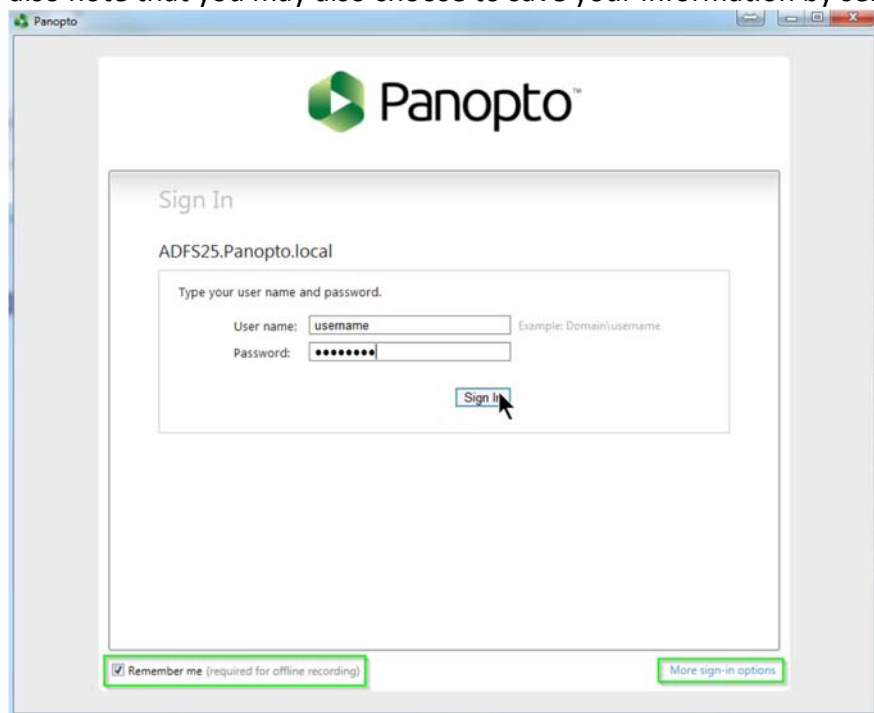 also note that you may also choose to save your information by
Panopto
Panopto™
Sign In
ADFS25.Panopto.local
Type your user name and password.
User name: username Example: Domain\username
Password: ●●●●●●●●
Sign In
Remember me (required for offline recording) More sign-in options